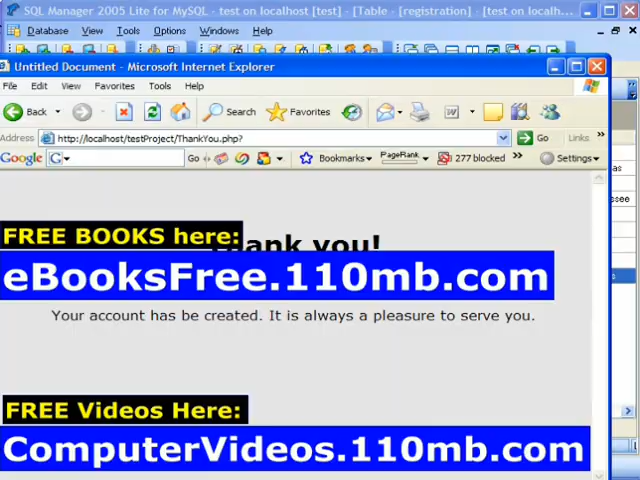 SQL Manager 2005 Lite for MySQL - test on localhost [test] - [Table - [registration] - [test on localh...
Database View Tools Options Windows Help
Untitled Document - Microsoft Internet Explorer
File Edit View Favorites Tools Help
Back Search Favorites
Address http://localhost/testProject/ThankYou.php? Go Links »
Google G Go Bookmarks PageRank 277 blocked » Settings
FREE BOOKS here:
hank you!
eBooksFree.110mb.com
Your account has be created. It is always a pleasure to serve you.
FREE Videos Here:
ComputerVideos.110mb.com